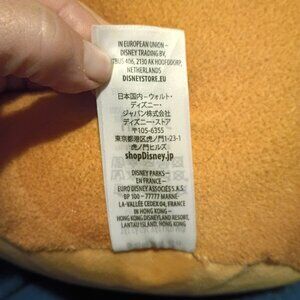 IN EUROPEAN UNION –
DISNEY TRADING BV,
406, 2130 AK HOOFDDORP,
NETHERLANDS
DISNEYSTORE.EU
日本国内–ウォルト・
ディズニー・
ジャパン株式会社
ディズニー・ストア
〒105-6355
東京都港区虎ノ門1-23-1
虎ノ門ヒルズ
shopDisney.jp
DISNEY PARKS –
EN FRANCE –
EURO DISNEY ASSOCIÉS S.A.S.
BP 100 – 77777 MARNE-
LA-VALLÉE CEDEX 04, FRANCE
IN HONG KONG –
HONG KONG DISNEYLAND RESORT,
LANTAU ISLAND, HONG KONG